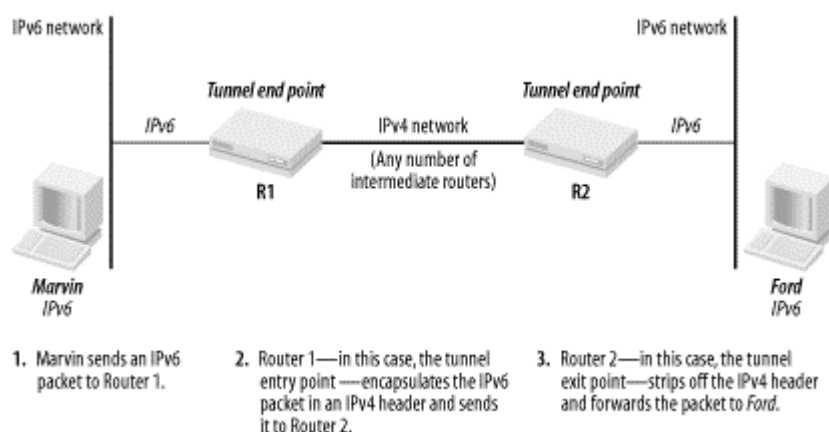 IPv6 network
IPv6 network
Tunnel end point
Tunnel end point
IPv6
IPv4 network
IPv6
(Any number of
intermediate routers)
R1
R2
Marvin
IPv6
Ford
IPv6
1. Marvin sends an IPv6
packet to Router 1.
2. Router 1—in this case, the tunnel
entry point —encapsulates the IPv6
packet in an IPv4 header and sends
it to Router 2.
3. Router 2—in this case, the tunnel
exit point—strips off the IPv4 header
and forwards the packet to Ford.